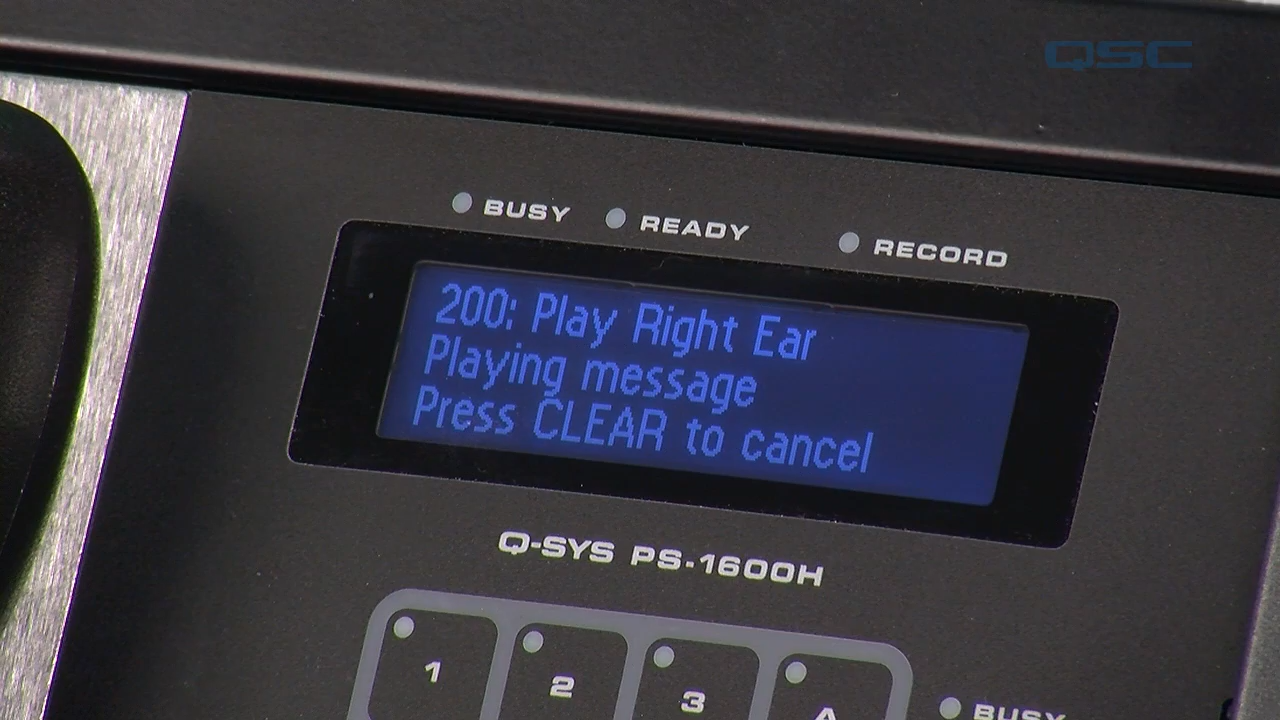 QSC
BUSY READY RECORD
200: Play Right Ear
Playing message
Press CLEAR to cancel
Q-SYS PS-1600H
1 2 3 A
BUSY